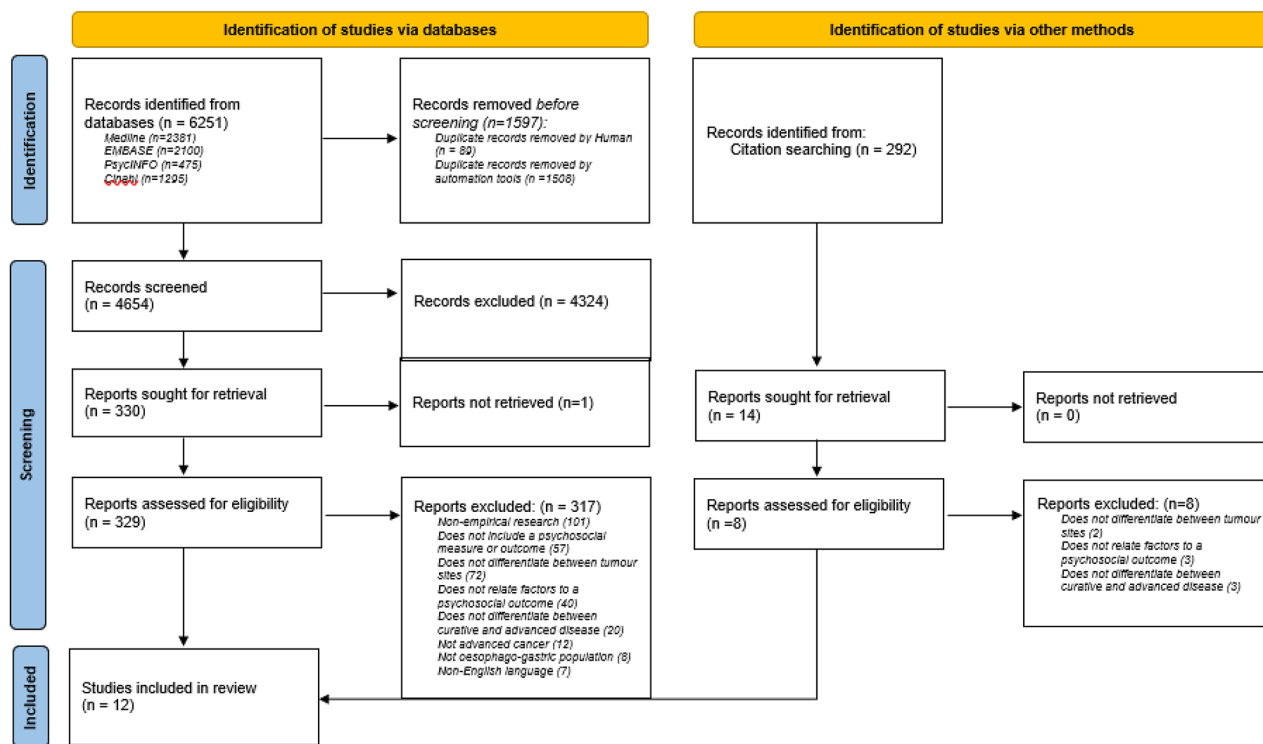 Identification of studies via databases
Identification of studies via other methods
Identification
Records identified from
databases (n = 6251)
Medline (n=2381)
EMBASE (n=2100)
PsycINFO (n=475)
Cinahl (n=1295)
Records removed before
screening (n=1597):
Duplicate records removed by Human
(n = 89)
Duplicate records removed by
automation tools (n =1508)
Records identified from:
Citation searching (n = 292)
Screening
Records screened
(n = 4654)
Records excluded (n = 4324)
Reports sought for retrieval
(n = 330)
Reports not retrieved (n=1)
Reports sought for retrieval
(n = 14)
Reports not retrieved
(n = 0)
Reports assessed for eligibility
(n = 329)
Reports excluded: (n = 317)
Non-empirical research (101)
Does not include a psychosocial
measure or outcome (57)
Does not differentiate between tumour
sites (72)
Does not relate factors to a
psychosocial outcome (40)
Does not differentiate between
curative and advanced disease (20)
Not advanced cancer (12)
Not oesophago-gastric population (8)
Non-English language (7)
Reports assessed for eligibility
(n =8)
Reports excluded: (n=8)
Does not differentiate between tumour
sites (2)
Does not relate factors to a
psychosocial outcome (3)
Does not differentiate between
curative and advanced disease (3)
Included
Studies included in review
(n = 12)